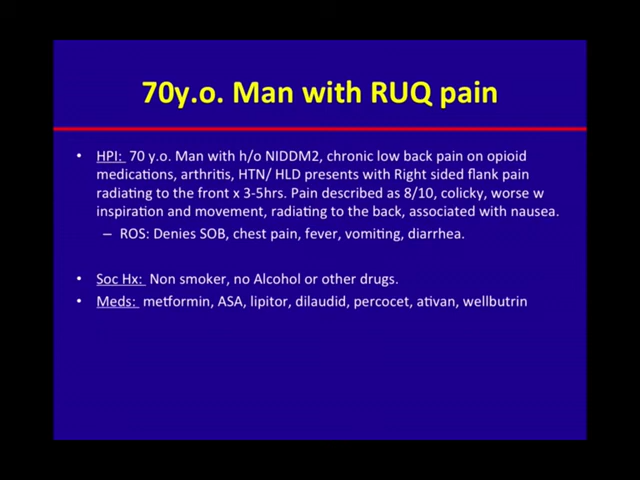 70y.o. Man with RUQ pain
• HPI: 70 y.o. Man with h/o NIDDM2, chronic low back pain on opioid
medications, arthritis, HTN/ HLD presents with Right sided flank pain
radiating to the front x 3-5hrs. Pain described as 8/10, colicky, worse w
inspiration and movement, radiating to the back, associated with nausea.
– ROS: Denies SOB, chest pain, fever, vomiting, diarrhea.
• Soc Hx: Non smoker, no Alcohol or other drugs.
• Meds: metformin, ASA, lipitor, dilaudid, percocet, ativan, wellbutrin